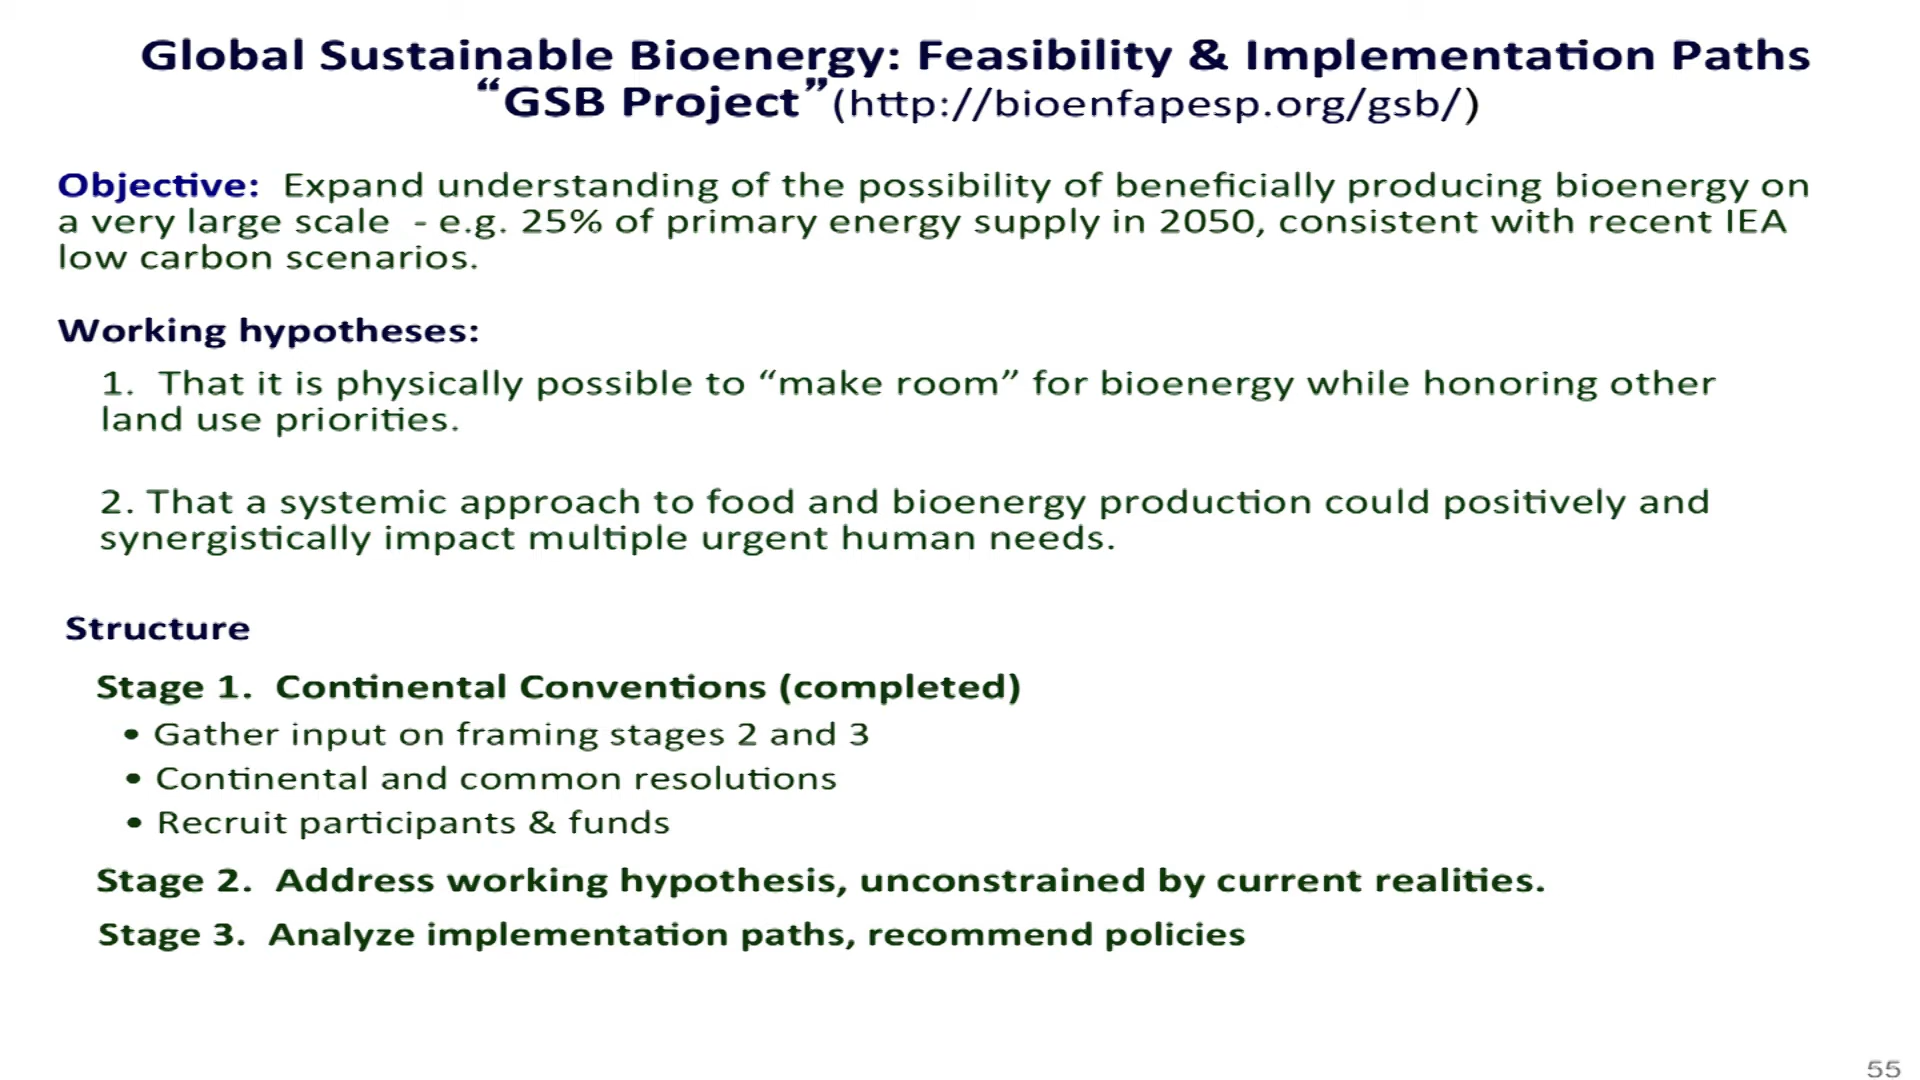 Global Sustainable Bioenergy: Feasibility & Implementation Paths
“GSB Project”(http://bioenfapesp.org/gsb/)
Objective: Expand understanding of the possibility of beneficially producing bioenergy on
a very large scale - e.g. 25% of primary energy supply in 2050, consistent with recent IEA
low carbon scenarios.
Working hypotheses:
1. That it is physically possible to “make room” for bioenergy while honoring other
land use priorities.
2. That a systemic approach to food and bioenergy production could positively and
synergistically impact multiple urgent human needs.
Structure
Stage 1. Continental Conventions (completed)
• Gather input on framing stages 2 and 3
• Continental and common resolutions
• Recruit participants & funds
Stage 2. Address working hypothesis, unconstrained by current realities.
Stage 3. Analyze implementation paths, recommend policies
55